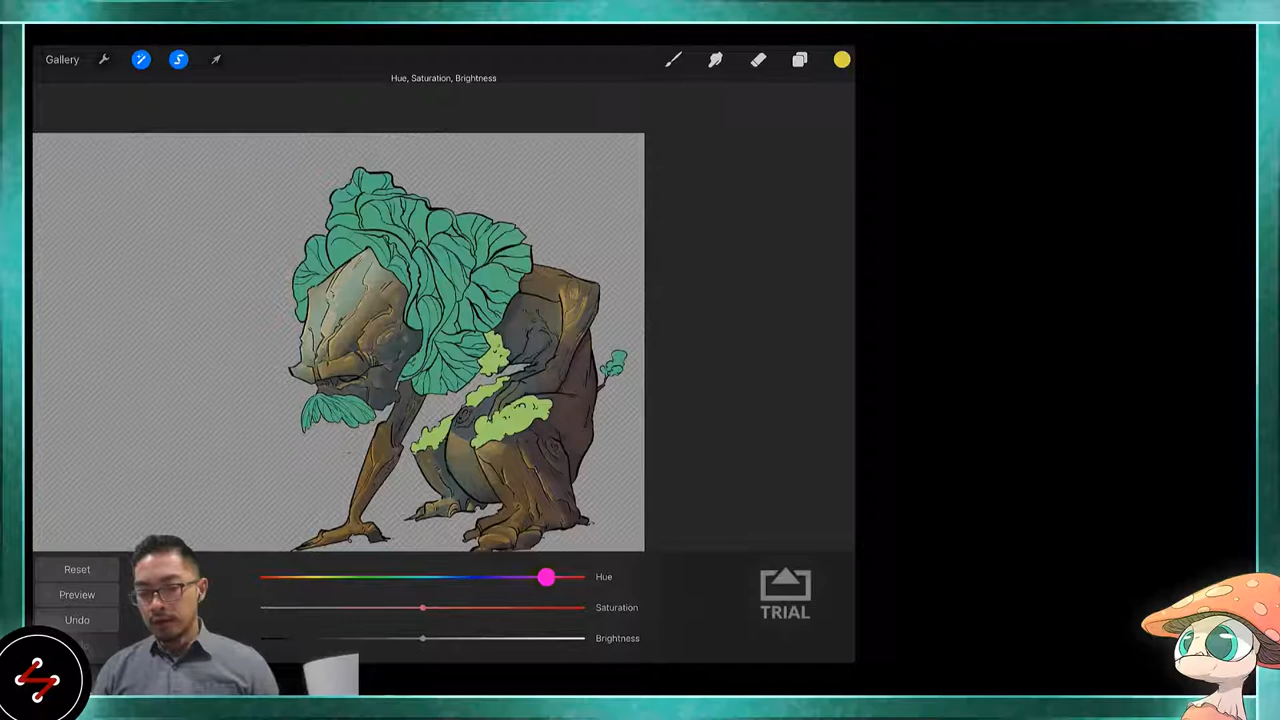 Gallery
Hue, Saturation, Brightness
Reset
Preview
Undo
Hue
Saturation
Brightness
TRIAL